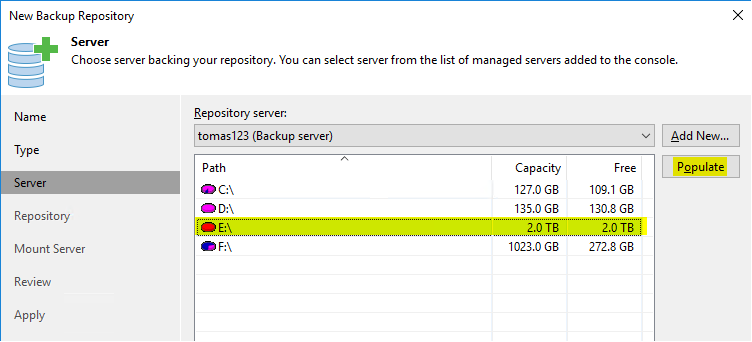 New Backup Repository
Server
Choose server backing your repository. You can select server from the list of managed servers added to the console.
Name
Type
Server
Repository
Mount Server
Review
Apply
Repository server:
tomas123 (Backup server)
Add New...
Populate
Path Capacity Free
C:\ 127.0 GB 109.1 GB
D:\ 135.0 GB 130.8 GB
E:\ 2.0 TB 2.0 TB
F:\ 1023.0 GB 272.8 GB